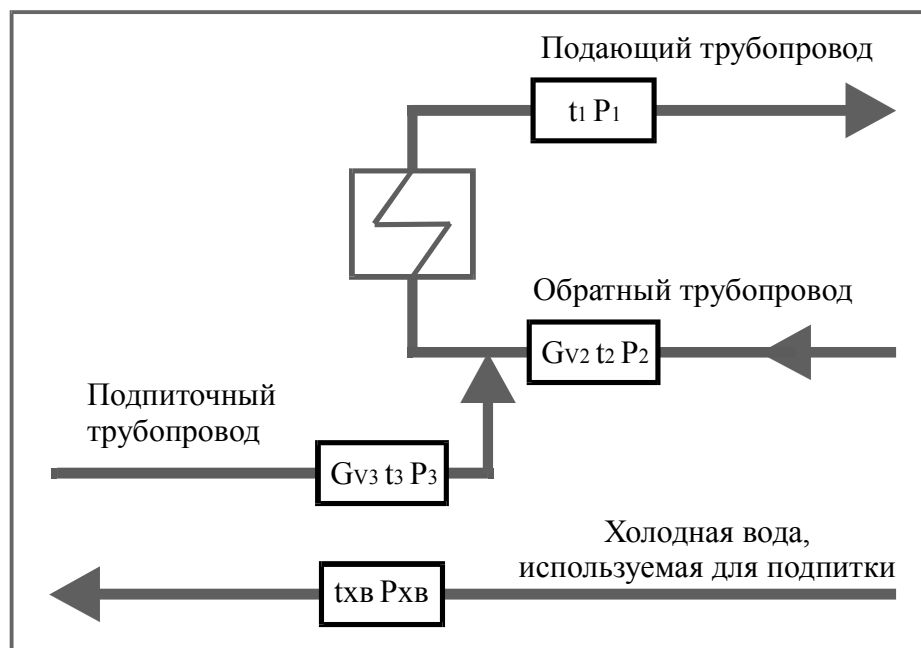 Подающий трубопровод
t1 P1
Обратный трубопровод
GV2 t2 P2
Подпиточный
трубопровод
GV3 t3 P3
Холодная вода,
используемая для подпитки
tхв Pхв